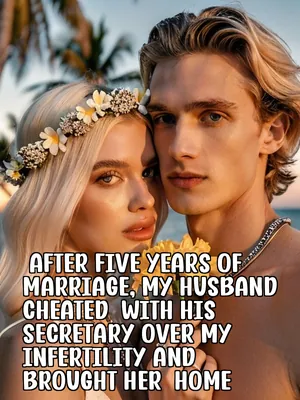 AFTER FIVE YEARS OF
MARRIAGE, MY HUSBAND
CHEATED WITH HIS
SECRETARY OVER MY
INFERTILITY AND
BROUGHT HER HOME